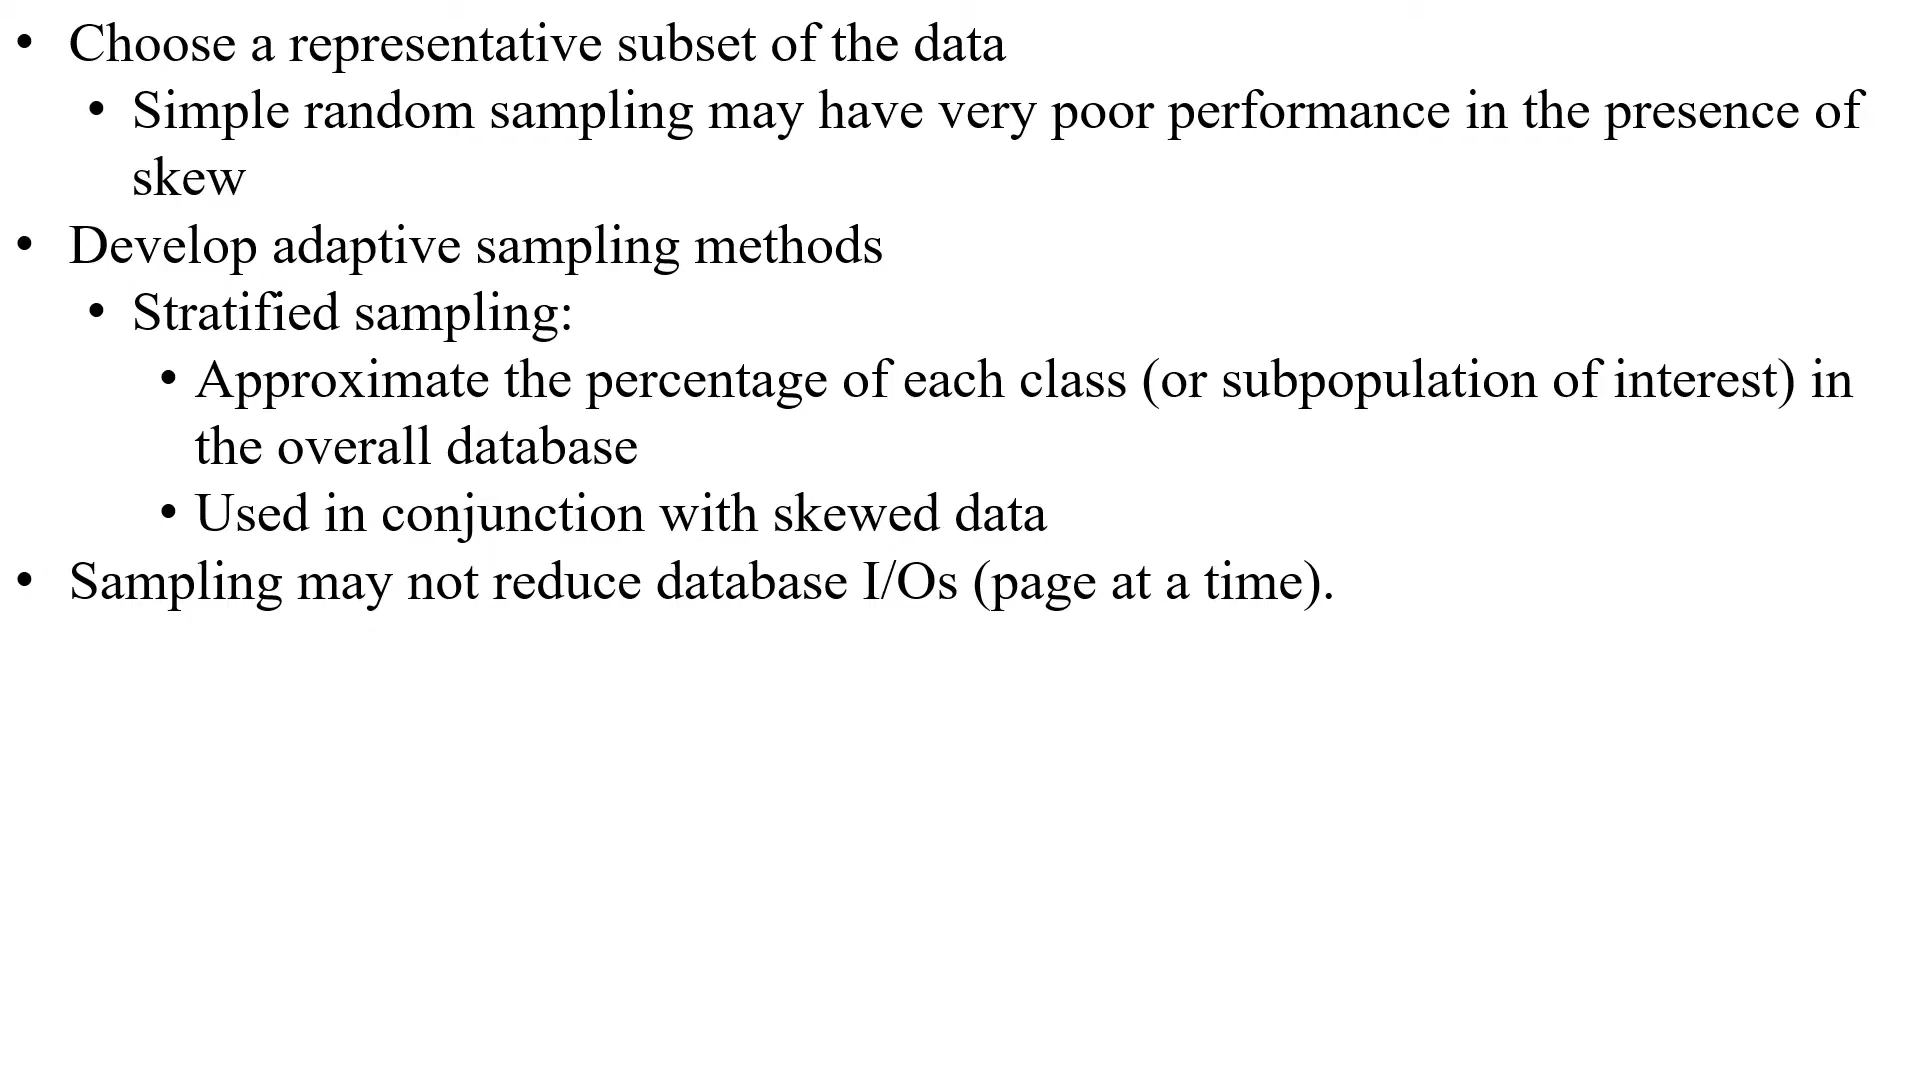 • Choose a representative subset of the data
• Simple random sampling may have very poor performance in the presence of
skew
• Develop adaptive sampling methods
• Stratified sampling:
• Approximate the percentage of each class (or subpopulation of interest) in
the overall database
• Used in conjunction with skewed data
• Sampling may not reduce database I/Os (page at a time).